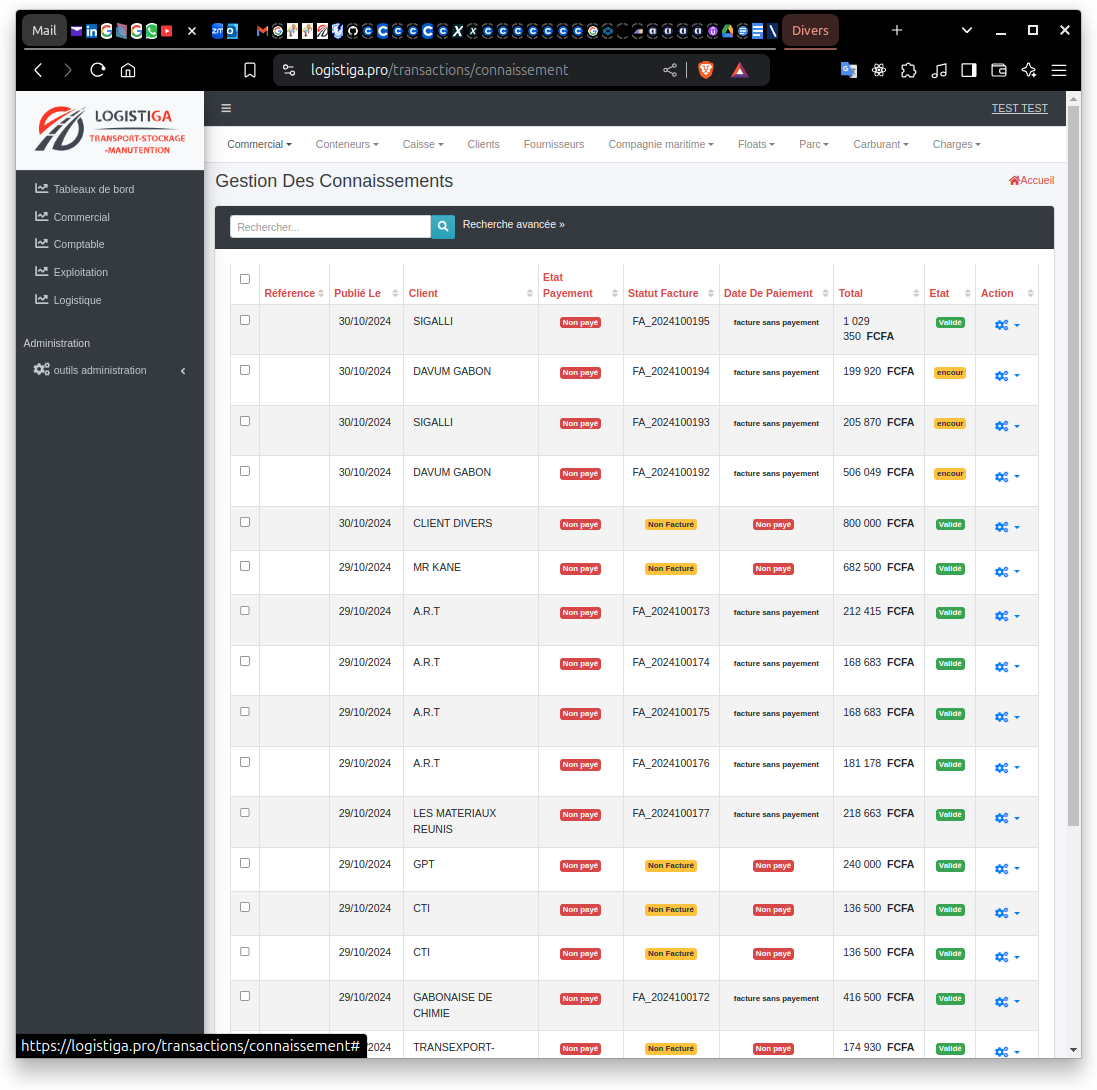 Mail
Divers
logistiga.pro/transactions/connaissement
LOGISTIGA
TRANSPORT-STOCKAGE
-MANUTENTION
TEST TEST
Commercial
Conteneurs
Caisse
Clients
Fournisseurs
Compagnie maritime
Floats
Parc
Carburant
Charges
Tableaux de bord
Commercial
Comptable
Exploitation
Logistique
Administration
outils administration
Gestion Des Connaissements
Accueil
Rechercher...
Recherche avancée »
Référence Publié Le Client Etat Payement Statut Facture Date De Paiement Total Etat Action
30/10/2024 SIGALLI Non payé FA_2024100195 facture sans payement 1 029 350 FCFA Validé
30/10/2024 DAVUM GABON Non payé FA_2024100194 facture sans payement 199 920 FCFA encour
30/10/2024 SIGALLI Non payé FA_2024100193 facture sans payement 205 870 FCFA encour
30/10/2024 DAVUM GABON Non payé FA_2024100192 facture sans payement 506 049 FCFA encour
30/10/2024 CLIENT DIVERS Non payé Non Facturé Non payé 800 000 FCFA Validé
29/10/2024 MR KANE Non payé Non Facturé Non payé 682 500 FCFA Validé
29/10/2024 A.R.T Non payé FA_2024100173 facture sans payement 212 415 FCFA Validé
29/10/2024 A.R.T Non payé FA_2024100174 facture sans payement 168 683 FCFA Validé
29/10/2024 A.R.T Non payé FA_2024100175 facture sans payement 168 683 FCFA Validé
29/10/2024 A.R.T Non payé FA_2024100176 facture sans payement 181 178 FCFA Validé
29/10/2024 LES MATERIAUX REUNIS Non payé FA_2024100177 facture sans payement 218 663 FCFA Validé
29/10/2024 GPT Non payé Non Facturé Non payé 240 000 FCFA Validé
29/10/2024 CTI Non payé Non Facturé Non payé 136 500 FCFA Validé
29/10/2024 CTI Non payé Non Facturé Non payé 136 500 FCFA Validé
29/10/2024 GABONAISE DE CHIMIE Non payé FA_2024100172 facture sans payement 416 500 FCFA Validé
/10/2024 TRANSEXPORT- Non payé Non Facturé Non payé 174 930 FCFA Validé
https://logistiga.pro/transactions/connaissement#